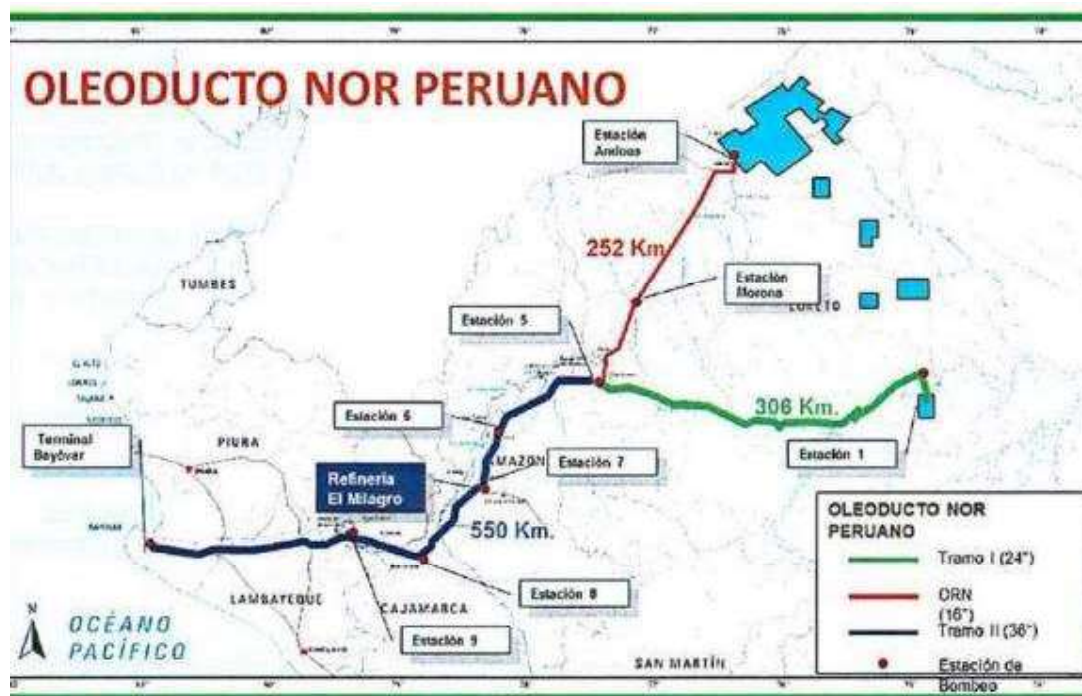 OLEODUCTO NOR PERUANO
Estación
Andoas
252 Km.
Estación
Morona
LORETO
TUMBES
Estación 5
306 Km.
Estación 6
Terminal
Bayóvar
PIURA
Estación 1
Refinería
El Milagro
AMAZON
Estación 7
550 Km.
OLEODUCTO NOR
PERUANO
Tramo I (24")
ORN
(16")
Tramo II (36")
Estación de
Bombeo
Estación 8
LAMBAYEQUE
CAJAMARCA
Estación 9
N
OCÉANO
PACÍFICO
SAN MARTÍN